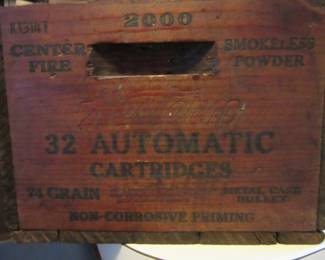 2000
CENTER SMOKELESS
FIRE POWDER
32 AUTOMATIC
CARTRIDGES
74 GRAIN METAL CASE
BULLET
NON-CORROSIVE PRIMING